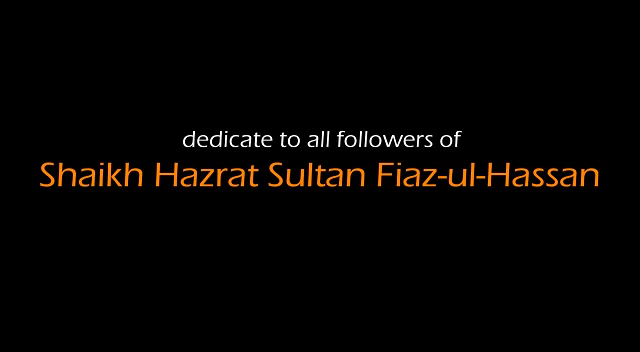 dedicate to all followers of
Shaikh Hazrat Sultan Fiaz-ul-Hassan